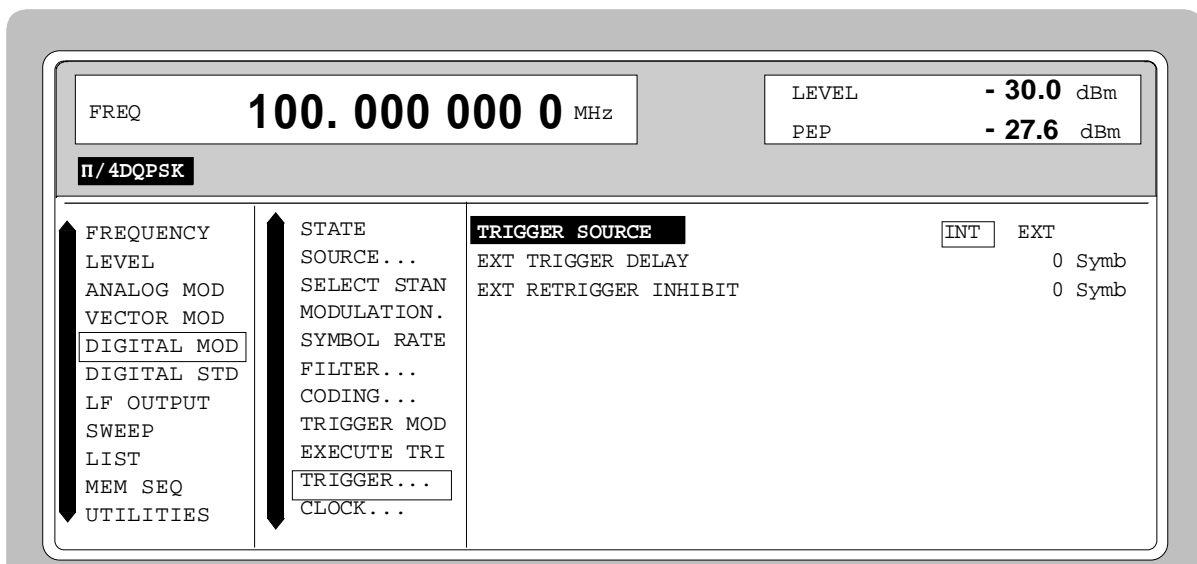 FREQ 100. 000 000 0 MHz
LEVEL - 30.0 dBm
PEP - 27.6 dBm
Π/4DQPSK
FREQUENCY
LEVEL
ANALOG MOD
VECTOR MOD
DIGITAL MOD
DIGITAL STD
LF OUTPUT
SWEEP
LIST
MEM SEQ
UTILITIES
STATE
SOURCE...
SELECT STAN
MODULATION.
SYMBOL RATE
FILTER...
CODING...
TRIGGER MOD
EXECUTE TRI
TRIGGER...
CLOCK...
TRIGGER SOURCE INT EXT
EXT TRIGGER DELAY 0 Symb
EXT RETRIGGER INHIBIT 0 Symb